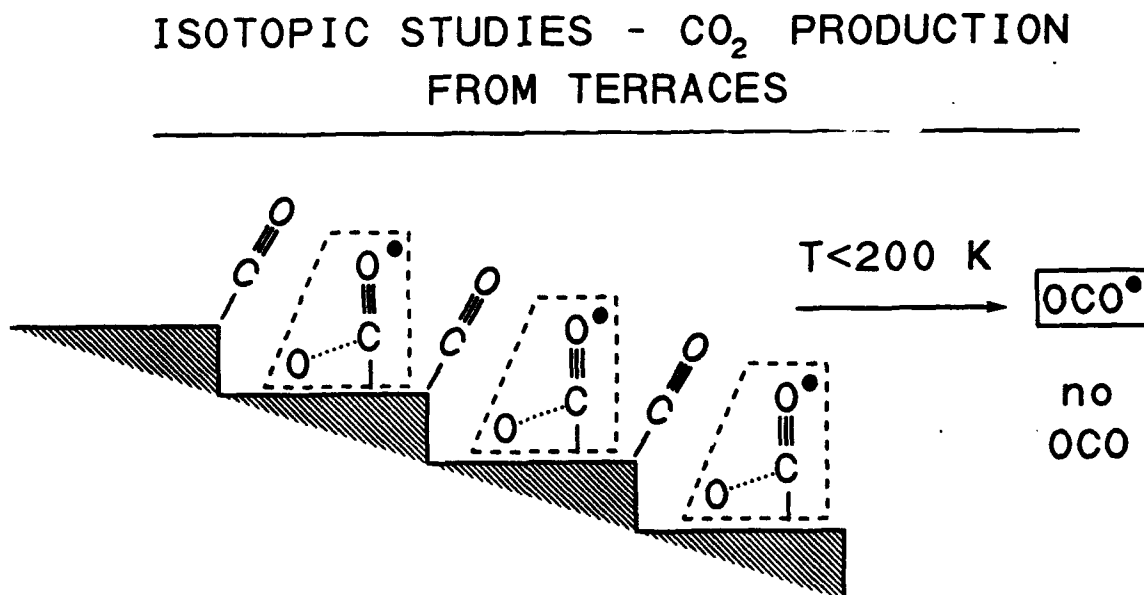 ISOTOPIC STUDIES - CO₂ PRODUCTION
FROM TERRACES
C≡O
O⋯C≡O●
C≡O
O⋯C≡O●
C≡O
O⋯C≡O●
T<200 K
OCO●
no
OCO